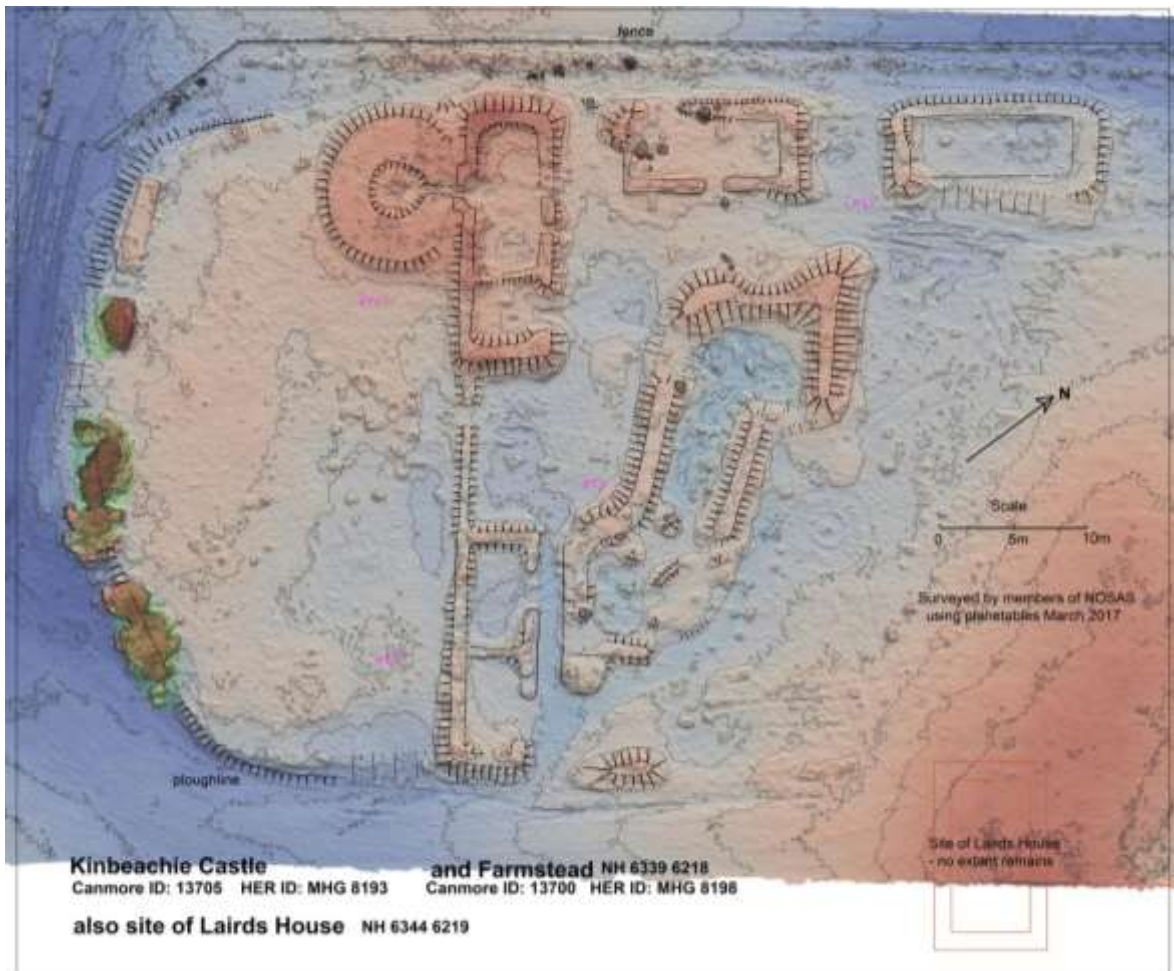 fence
N
Scale
0 5m 10m
Surveyed by members of NOSAS
using planetables March 2017
ploughline
Site of Lairds House
- no extant remains
Kinbeachie Castle and Farmstead NH 6339 6218
Canmore ID: 13705 HER ID: MHG 8193 Canmore ID: 13700 HER ID: MHG 8198
also site of Lairds House NH 6344 6219